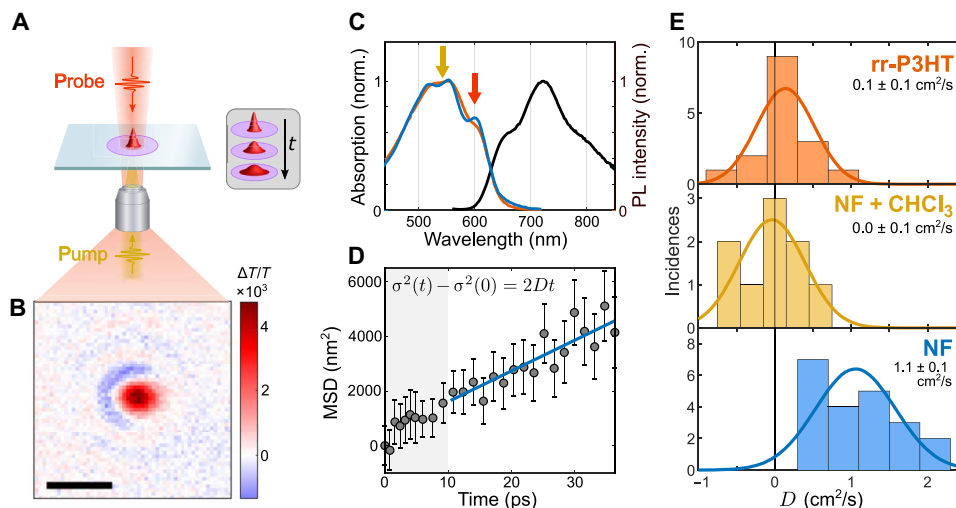 A
Probe
t
Pump
B
ΔT/T
×10³
4
2
0
C
Absorption (norm.)
1
0
500
600
700
800
Wavelength (nm)
1
0
PL intensity (norm.)
D
σ²(t) − σ²(0) = 2Dt
MSD (nm²)
6000
4000
2000
0
0
10
20
30
Time (ps)
E
10
5
0
rr-P3HT
0.1 ± 0.1 cm²/s
3
2
1
0
NF + CHCl₃
0.0 ± 0.1 cm²/s
Incidences
8
6
4
2
0
NF
1.1 ± 0.1
cm²/s
−1
0
1
2
D (cm²/s)